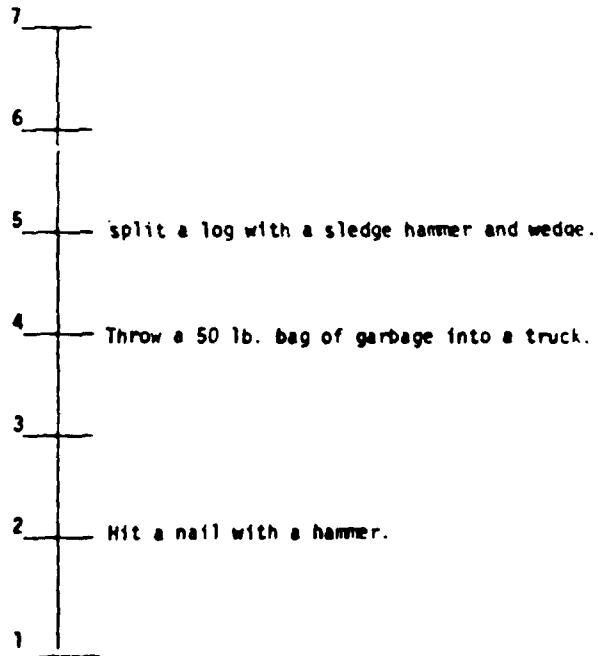 7
6
5 split a log with a sledge hammer and wedge.
4 Throw a 50 lb. bag of garbage into a truck.
3
2 Hit a nail with a hammer.
1